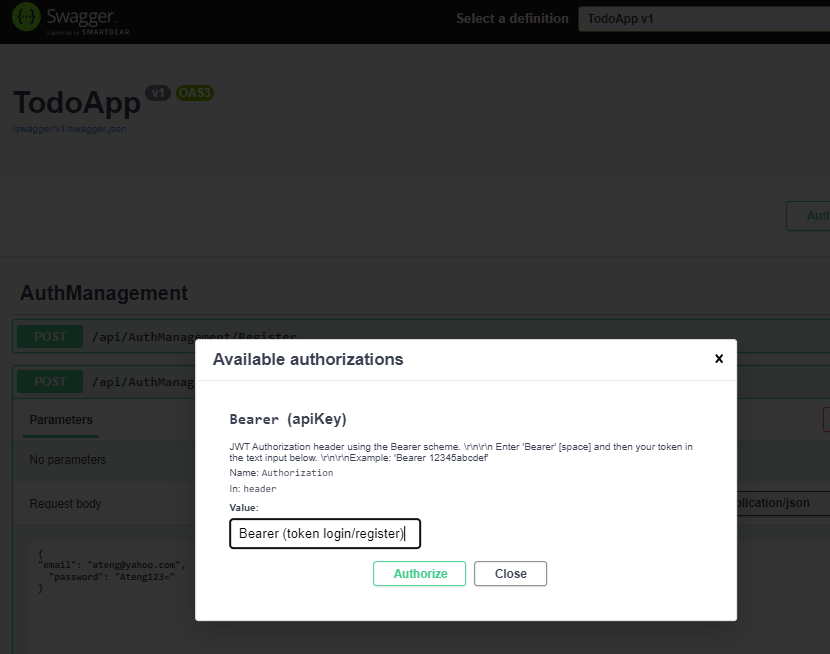 Swagger.
Supported by SMARTBEAR
Select a definition
TodoApp v1
TodoApp
v1
OAS3
/swagger/v1/swagger.json
AuthManagement
POST
/api/AuthManagement/Register
POST
/api/AuthManag
Parameters
No parameters
Request body
plication/json
{
"email": "ateng@yahoo.com",
"password": "Ateng123="
}
Available authorizations
x
Bearer (apiKey)
JWT Authorization header using the Bearer scheme. \r\n\r\n Enter 'Bearer' [space] and then your token in
the text input below. \r\n\r\nExample: 'Bearer 12345abcdef'
Name: Authorization
In: header
Value:
Bearer (token login/register)
Authorize
Close